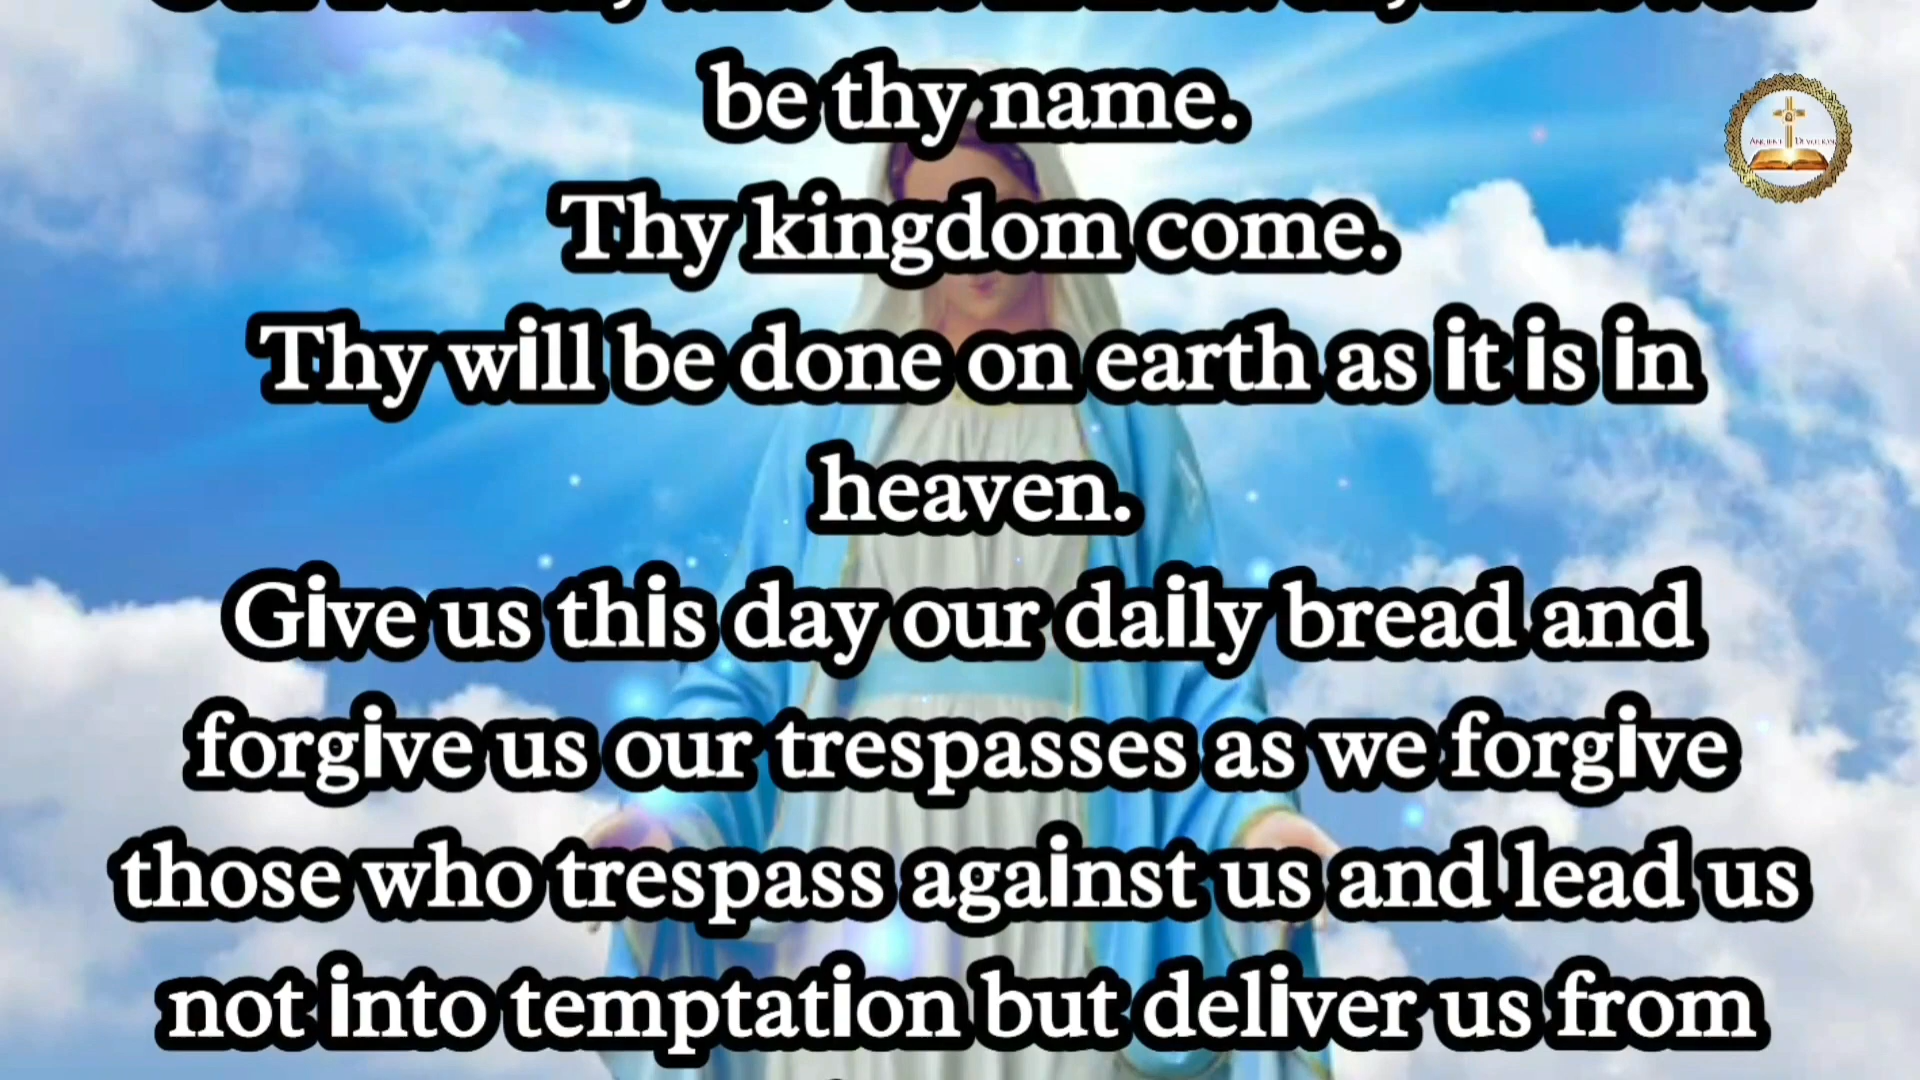 be thy name.
Thy kingdom come.
Thy will be done on earth as it is in
heaven.
Give us this day our daily bread and
forgive us our trespasses as we forgive
those who trespass against us and lead us
not into temptation but deliver us from
ANCIENT DEVOTION